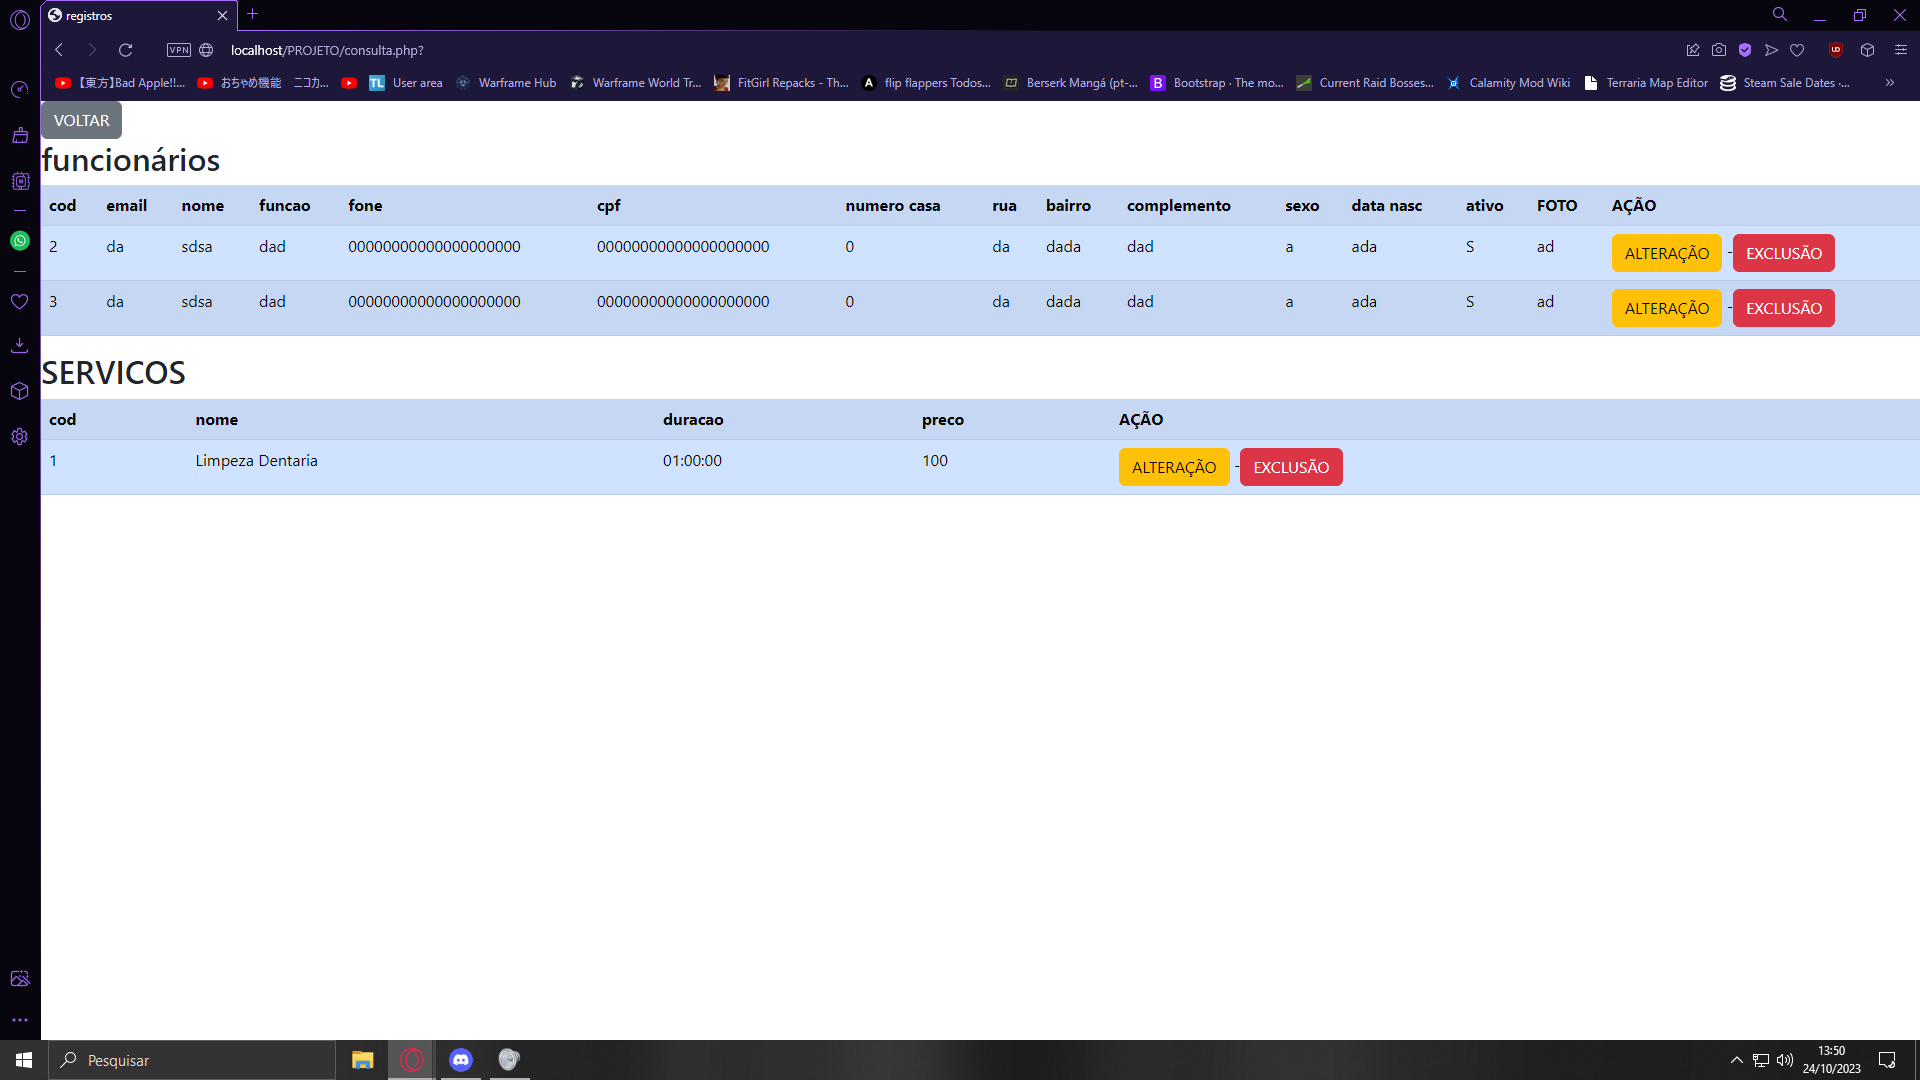 registros
VPN localhost/PROJETO/consulta.php?
【東方】Bad Apple!!... おちゃめ機能 ニコカ... TL User area Warframe Hub Warframe World Tr... FitGirl Repacks - Th... A flip flappers Todos... Berserk Mangá (pt-... B Bootstrap · The mo... Current Raid Bosses... Calamity Mod Wiki Terraria Map Editor Steam Sale Dates ·... »
VOLTAR
funcionários
cod email nome funcao fone cpf numero casa rua bairro complemento sexo data nasc ativo FOTO AÇÃO
2 da sdsa dad 00000000000000000000 00000000000000000000 0 da dada dad a ada S ad ALTERAÇÃO - EXCLUSÃO
3 da sdsa dad 00000000000000000000 00000000000000000000 0 da dada dad a ada S ad ALTERAÇÃO - EXCLUSÃO
SERVICOS
cod nome duracao preco AÇÃO
1 Limpeza Dentaria 01:00:00 100 ALTERAÇÃO - EXCLUSÃO
Pesquisar
13:50
24/10/2023